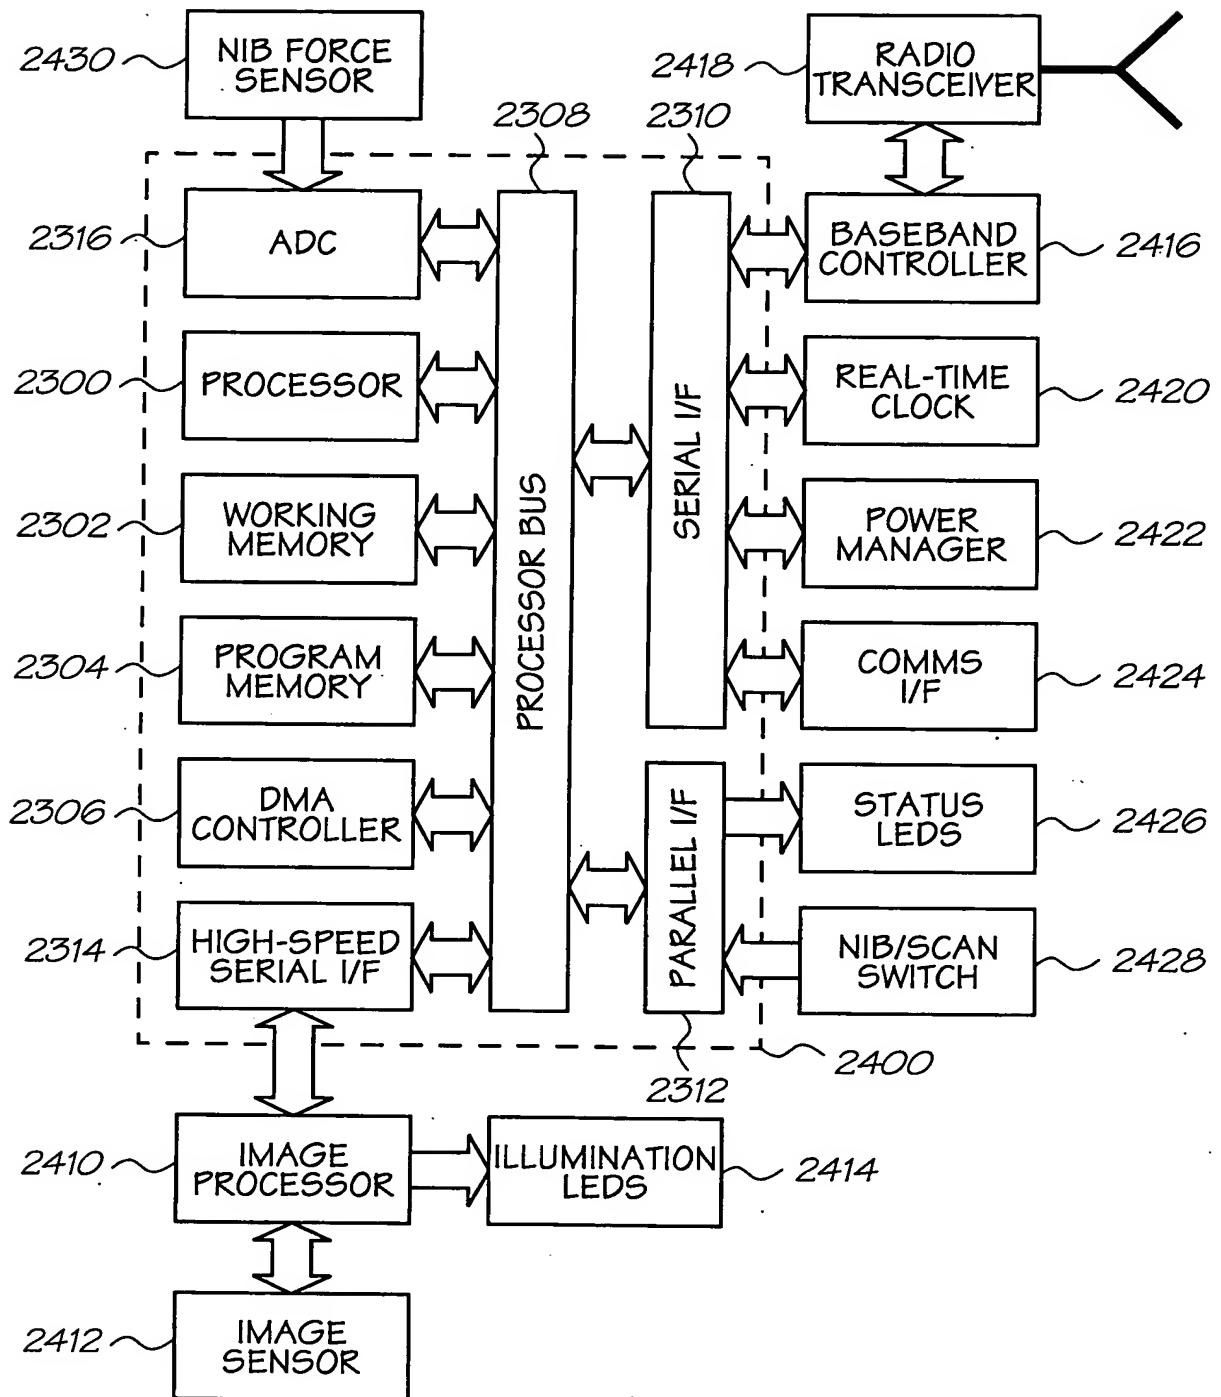 2430
NIB FORCE
SENSOR
2418
RADIO
TRANSCEIVER
2308
2310
2316
ADC
BASEBAND
CONTROLLER
2416
2300
PROCESSOR
REAL-TIME
CLOCK
2420
2302
WORKING
MEMORY
PROCESSOR BUS
SERIAL I/F
POWER
MANAGER
2422
2304
PROGRAM
MEMORY
COMMS
I/F
2424
2306
DMA
CONTROLLER
PARALLEL I/F
STATUS
LEDS
2426
2314
HIGH-SPEED
SERIAL I/F
NIB/SCAN
SWITCH
2428
2312
2400
2410
IMAGE
PROCESSOR
ILLUMINATION
LEDS
2414
2412
IMAGE
SENSOR